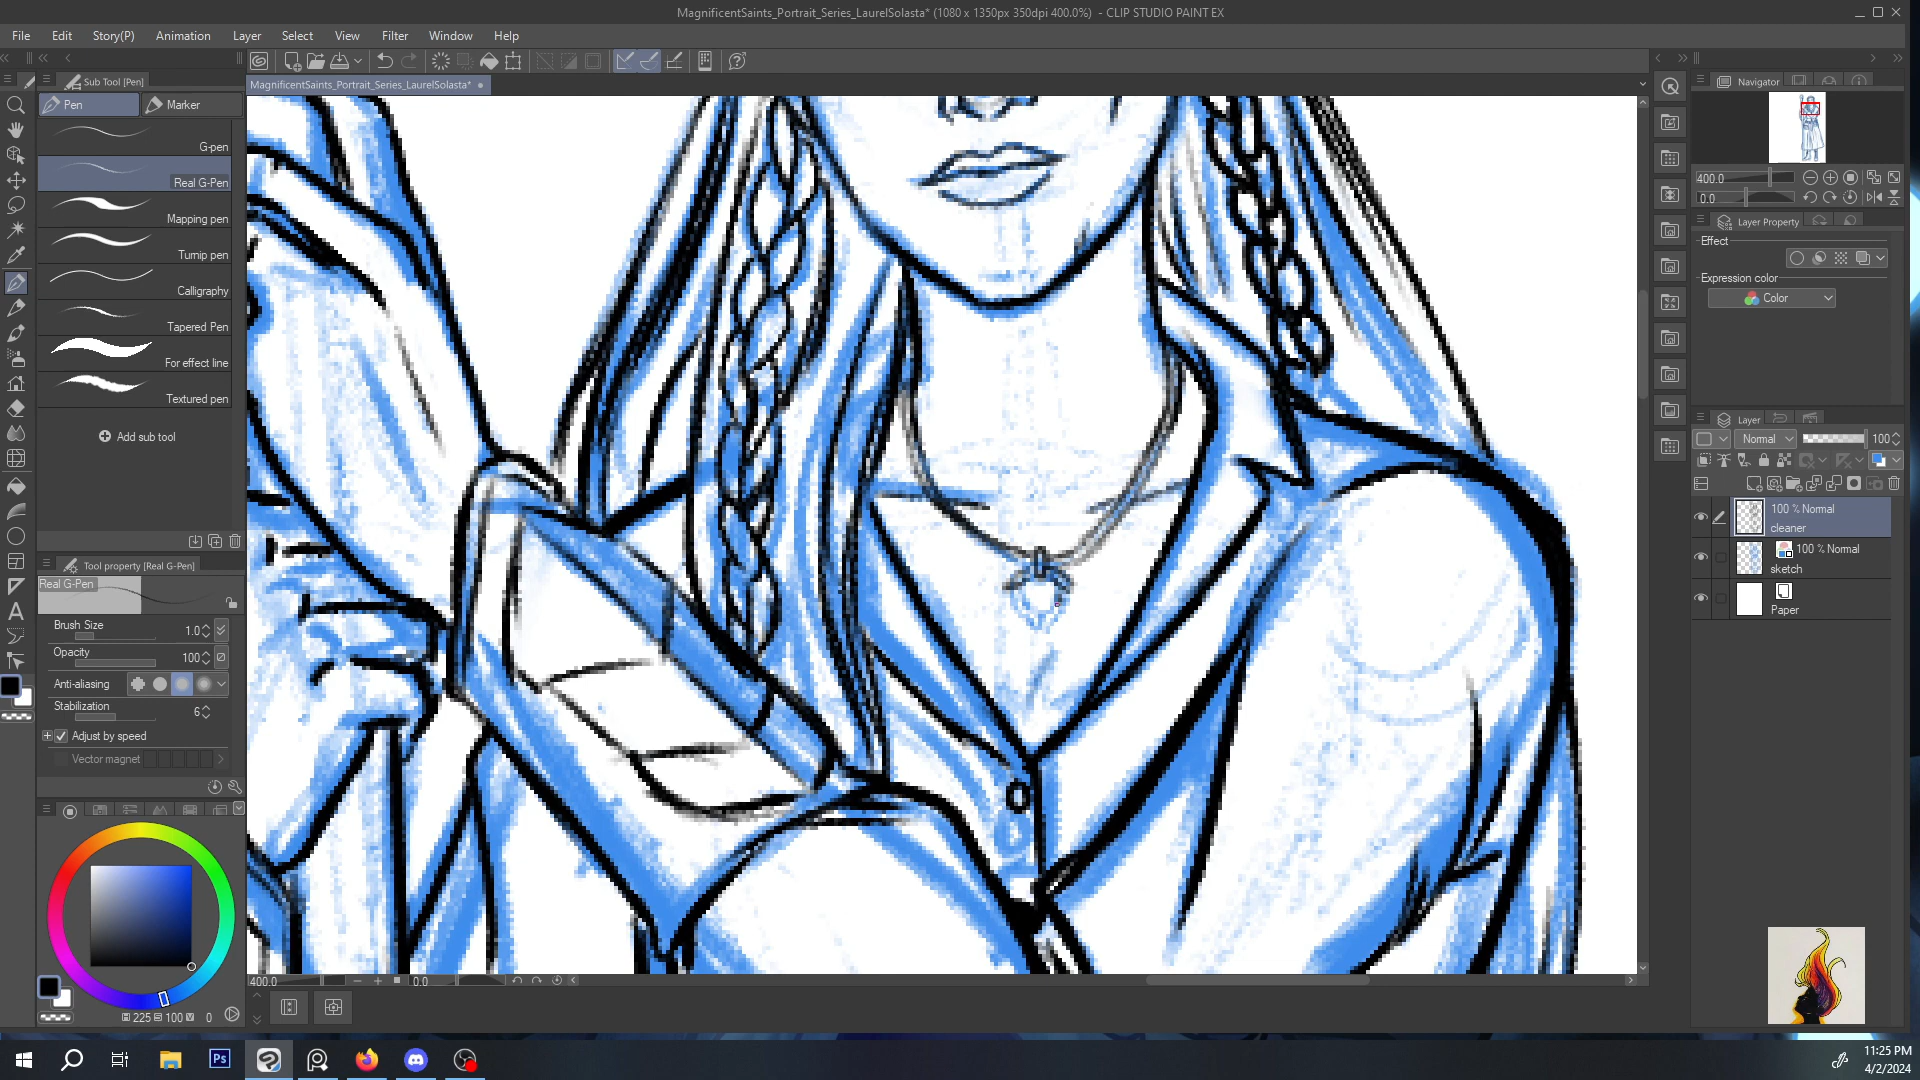 MagnificentSaints_Portrait_Series_LaurelSolasta* (1080 x 1350px 350dpi 400.0%) - CLIP STUDIO PAINT EX
File Edit Story(P) Animation Layer Select View Filter Window Help
Sub Tool [Pen]
MagnificentSaints_Portrait_Series_LaurelSolasta*
Navigator
Pen Marker
G-pen
Real G-Pen
Mapping pen
Turnip pen
Calligraphy
Tapered Pen
For effect line
Textured pen
Add sub tool
Tool property [Real G-Pen]
Real G-Pen
Brush Size 1.0
Opacity 100
Anti-aliasing
Stabilization 6
Adjust by speed
Vector magnet
225 100 0
400.0 0.0
400.0
0.0
Layer Property
Effect
Expression color
Color
Layer
Normal 100
100 % Normal
cleaner
100 % Normal
sketch
Paper
Ps
11:25 PM
4/2/2024